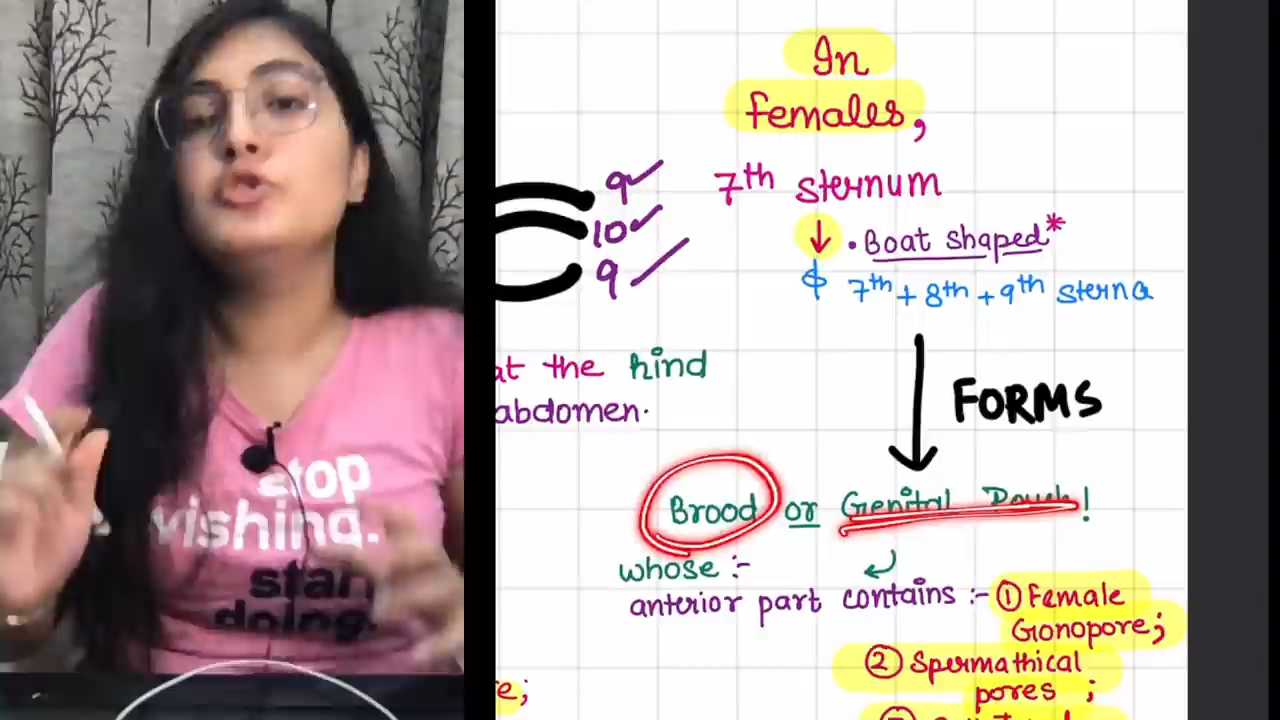 In
females,
9
10
9
7th sternum
↓ • Boat shaped*
& 7th + 8th + 9th sterna
at the hind
abdomen.
FORMS
Brood or Genital Pouch!
whose :-
anterior part contains :- ① Female
Gonopore;
② Spermathical
pores ;
e;
stop
wishing.
start
doing.